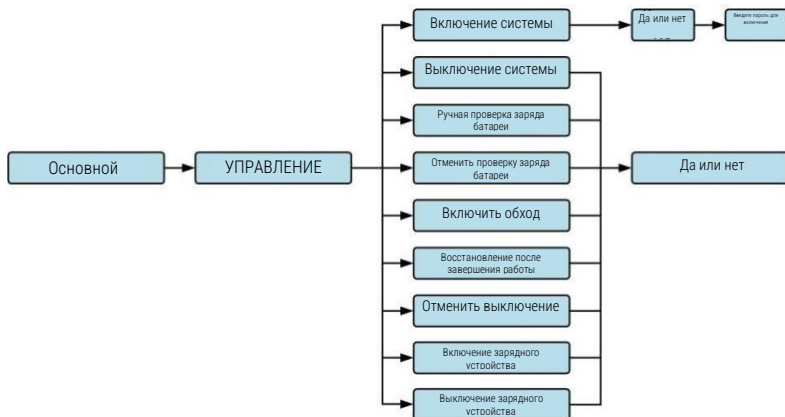 Включение системы
Да или нет
Введите пароль для
включения
Выключение системы
Ручная проверка заряда
батареи
Основной
УПРАВЛЕНИЕ
Отменить проверку заряда
батареи
Да или нет
Включить обход
Восстановление после
завершения работы
Отменить выключение
Включение зарядного
устройства
Выключение зарядного
устройства